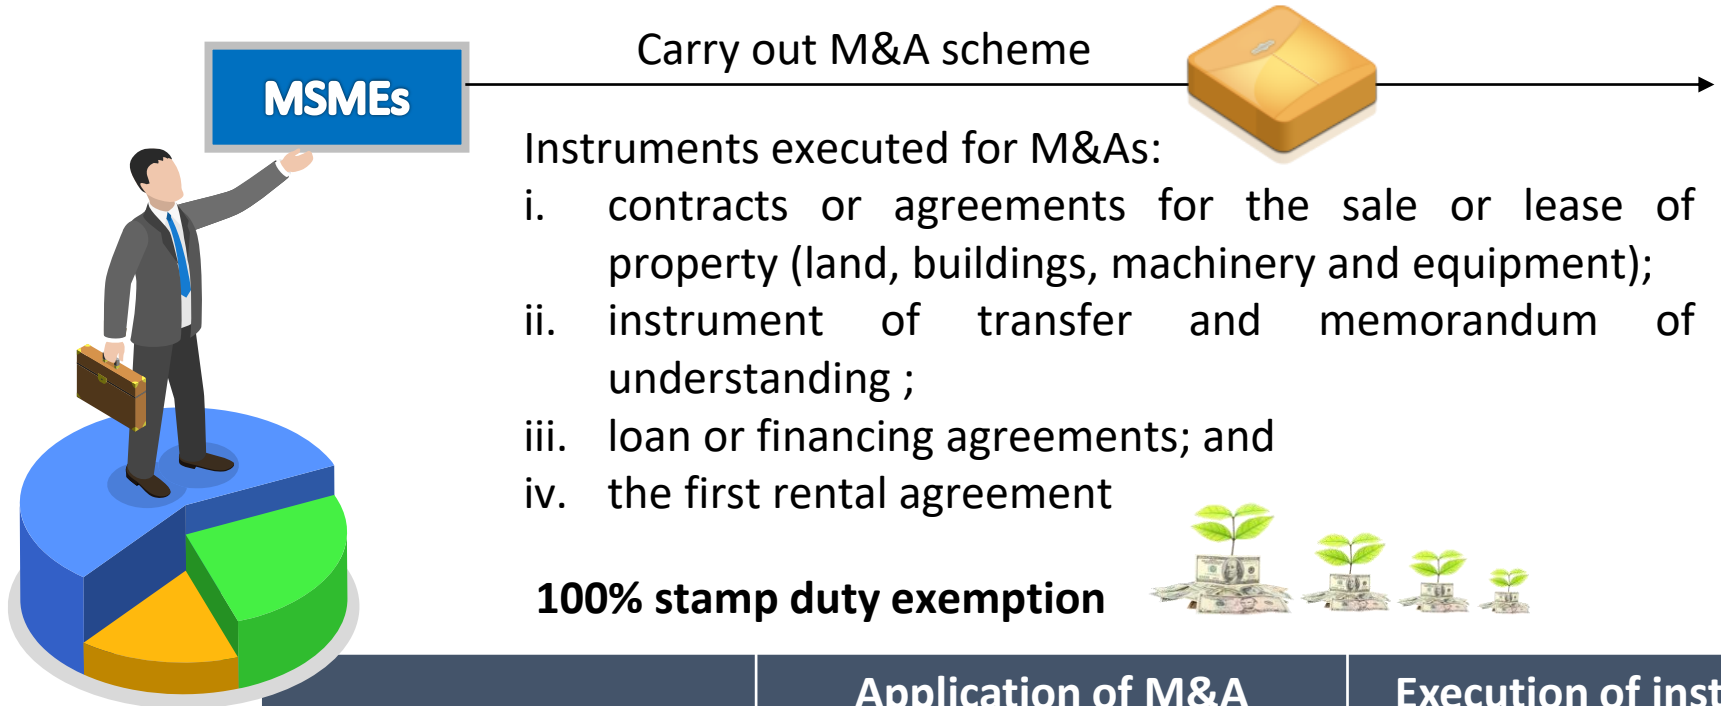 Carry out M&A scheme
MSMEs
Instruments executed for M&As:
i. contracts or agreements for the sale or lease of
property (land, buildings, machinery and equipment);
ii. instrument of transfer and memorandum of
understanding ;
iii. loan or financing agreements; and
iv. the first rental agreement
100% stamp duty exemption
Application of M&A
Execution of